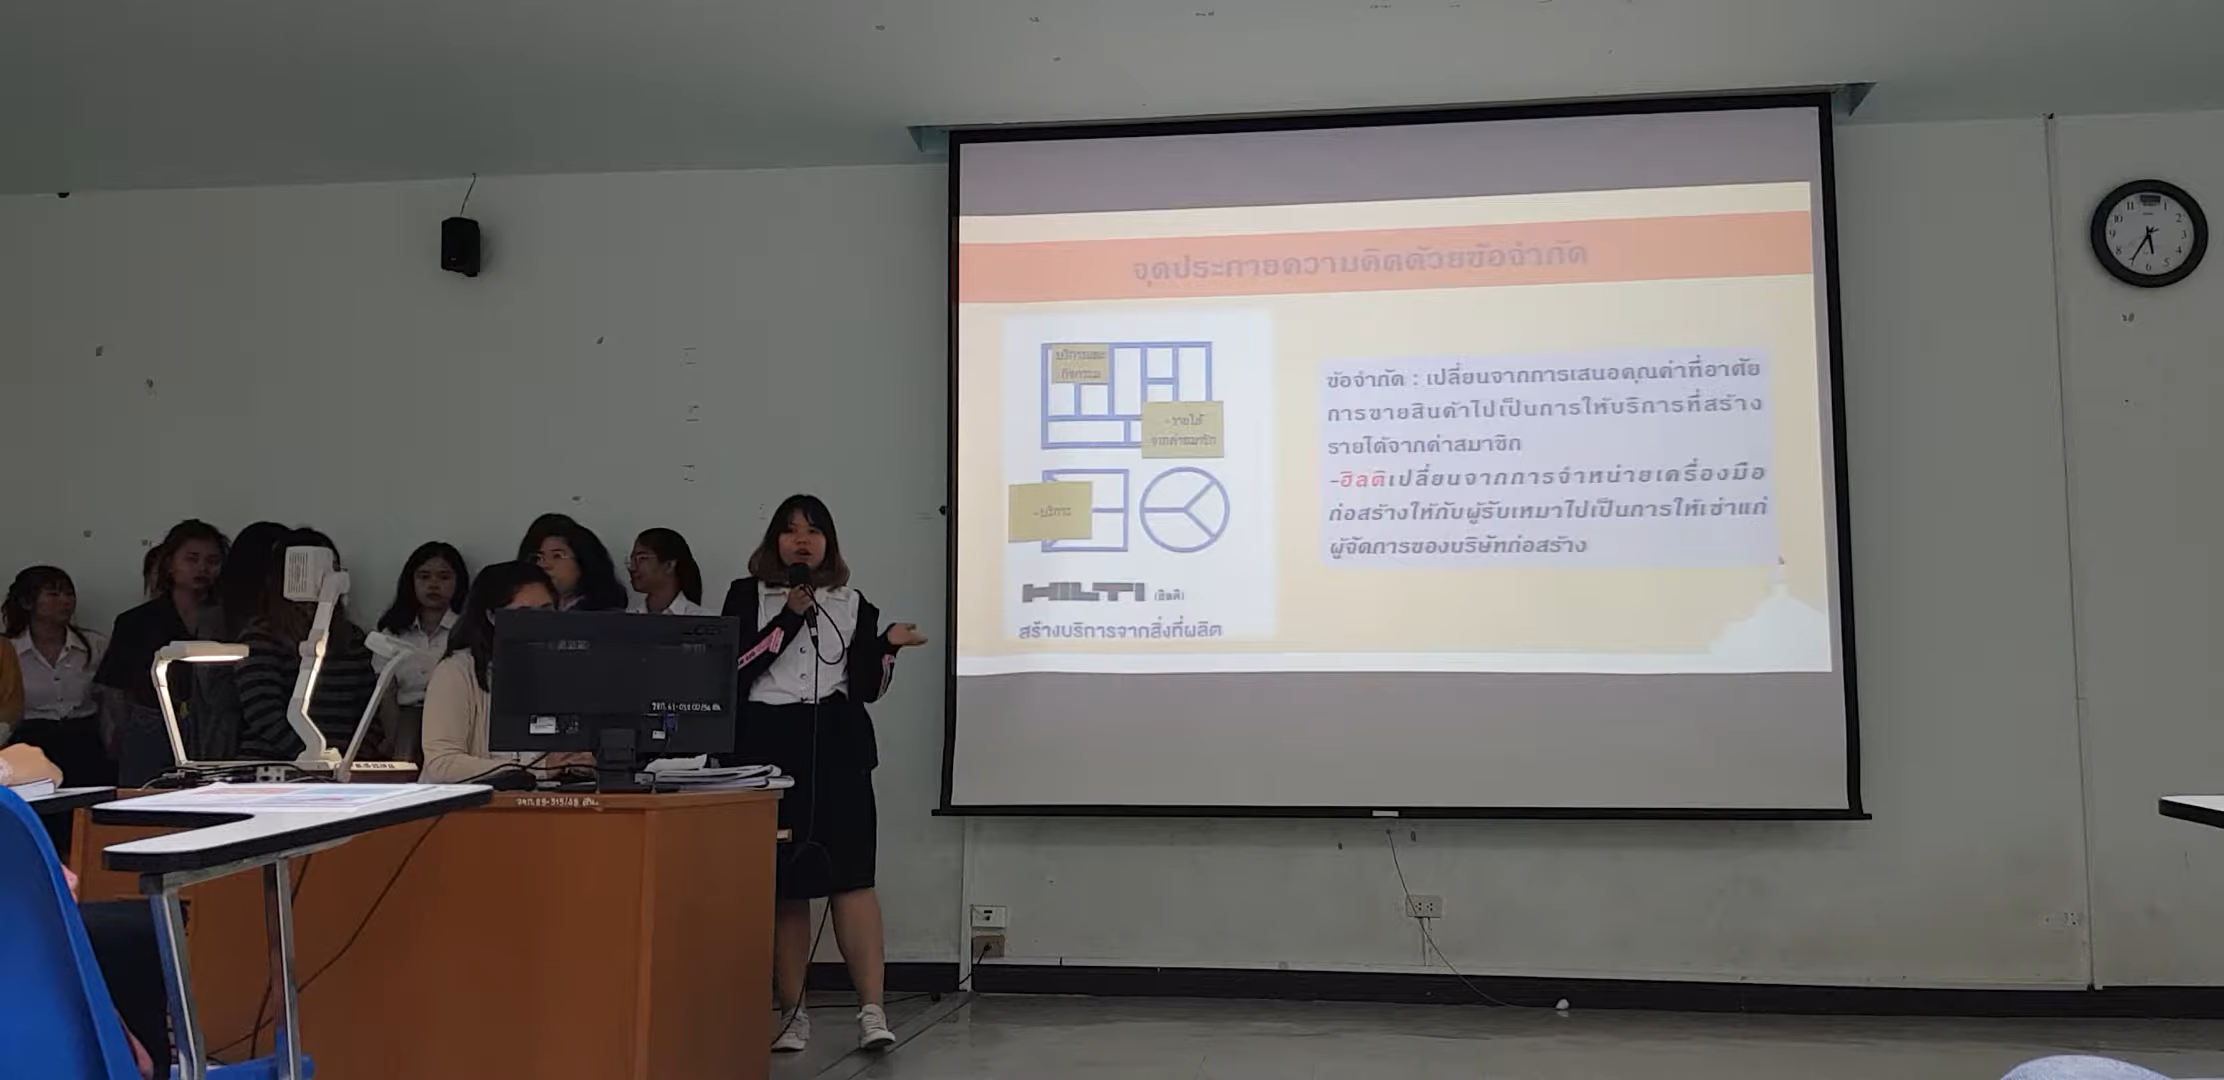 จุดประกายความคิดด้วยข้อจำกัด
บริการและ
กิจกรรม
-รายได้
จากค่าสมาชิก
-บริการ
HILTI (ฮิลติ)
สร้างบริการจากสิ่งที่ผลิต
ข้อจำกัด : เปลี่ยนจากการเสนอคุณค่าที่อาศัย
การขายสินค้าไปเป็นการให้บริการที่สร้าง
รายได้จากค่าสมาชิก
-ฮิลติเปลี่ยนจากการจำหน่ายเครื่องมือ
ก่อสร้างให้กับผู้รับเหมาไปเป็นการให้เช่าแก่
ผู้จัดการของบริษัทก่อสร้าง
11 1
10 2
9 3
8 4
7 6 5
acer